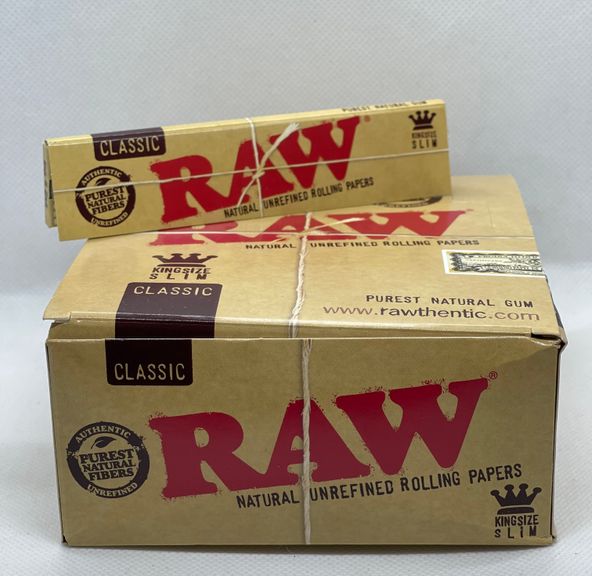 PUREST NATURAL GUM
CLASSIC
RAW®
KINGSIZE
SLIM
AUTHENTIC
PUREST
NATURAL
FIBERS
UNREFINED
NATURAL UNREFINED ROLLING PAPERS
RAW
NATURAL UNREFINED ROLLING PAPERS
KINGSIZE
SLIM
CLASSIC
PUREST NATURAL GUM
www.rawthentic.com
CLASSIC
RAW®
AUTHENTIC
PUREST
NATURAL
FIBERS
UNREFINED
NATURAL UNREFINED ROLLING PAPERS
KINGSIZE
SLIM